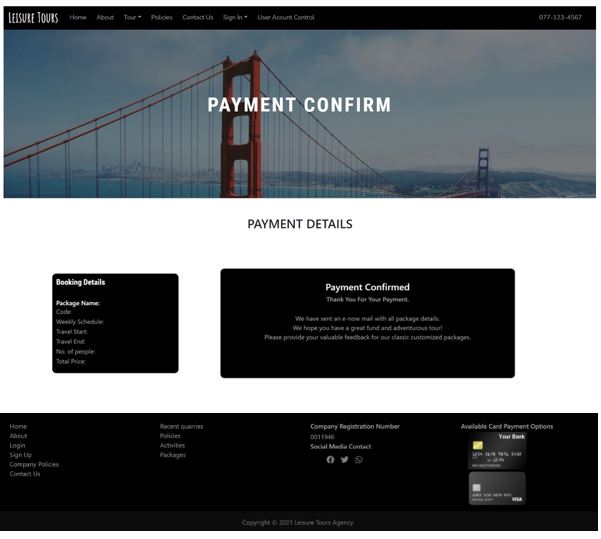 Leisure Tours
Home About Tour Policies Contact Us Sign In User Acount Control 077-123-4567
PAYMENT CONFIRM
PAYMENT DETAILS
Booking Details
Package Name:
Code:
Weekly Schedule:
Travel Start:
Travel End:
No. of people:
Total Price:
Payment Confirmed
Thank You For Your Payment.
We have sent an e-now mail with all package details.
We hope you have a great fund and adventurous tour!
Please provide your valuable feedback for our classic customized packages.
Home
About
Login
Sign Up
Company Policies
Contact Us
Recent quarries
Policies
Activities
Packages
Company Registration Number
0011946
Social Media Contact
Available Card Payment Options
Your Bank
VISA
Copyright © 2021 Leisure Tours Agency